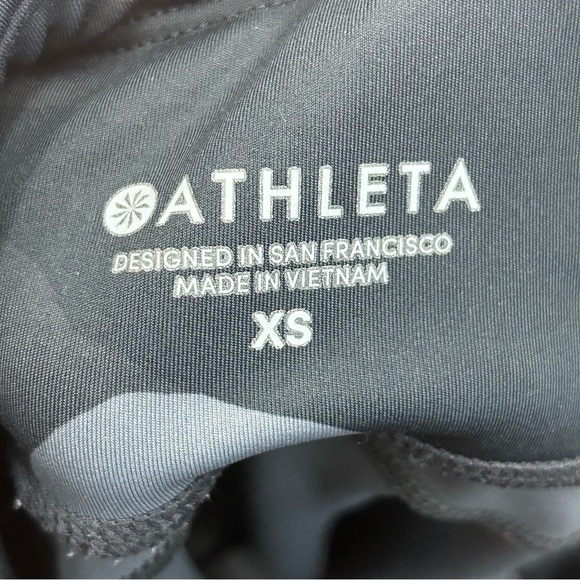 ATHLETA
DESIGNED IN SAN FRANCISCO
MADE IN VIETNAM
XS